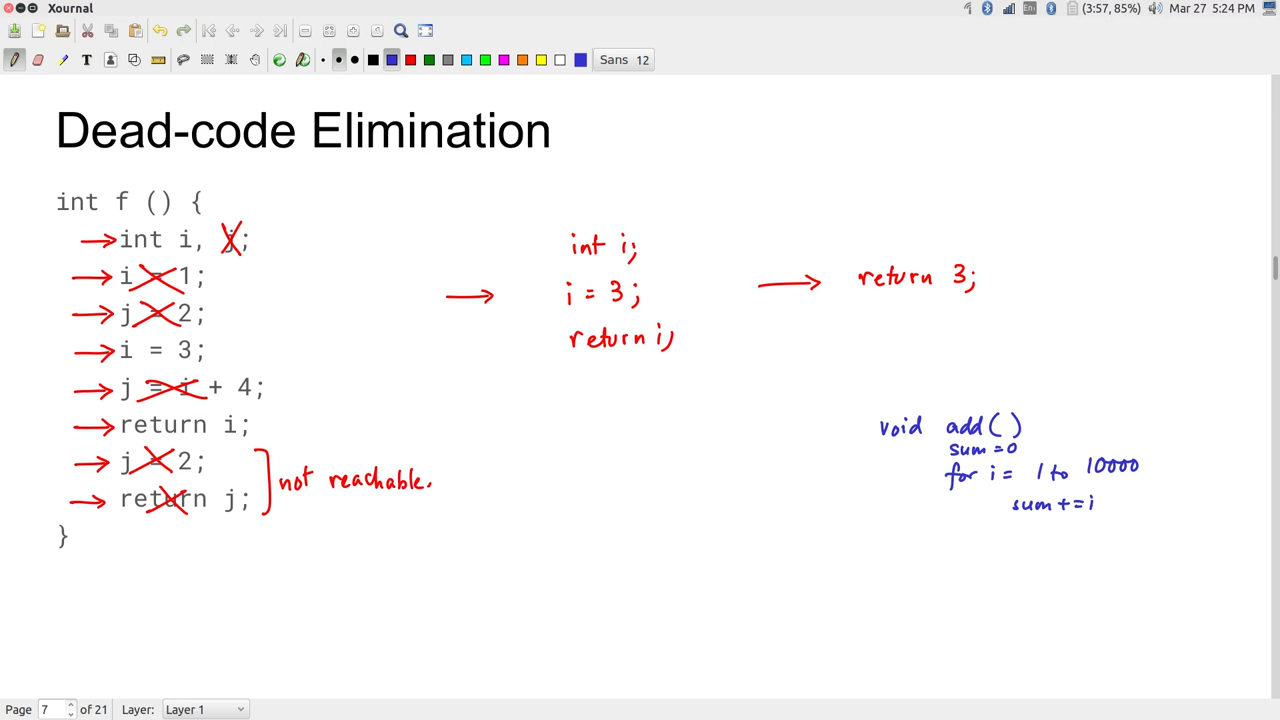 Xournal
En
(3:57, 85%)
Mar 27 5:24 PM
T
Sans 12
Dead-code Elimination
int f () {
int i, j;
i = 1;
j = 2;
i = 3;
j = i + 4;
return i;
j = 2;
return j;
}
not reachable.
int i;
i = 3;
return i;
return 3;
void add()
sum = 0
for i = 1 to 10000
sum += i
Page 7 of 21 Layer: Layer 1